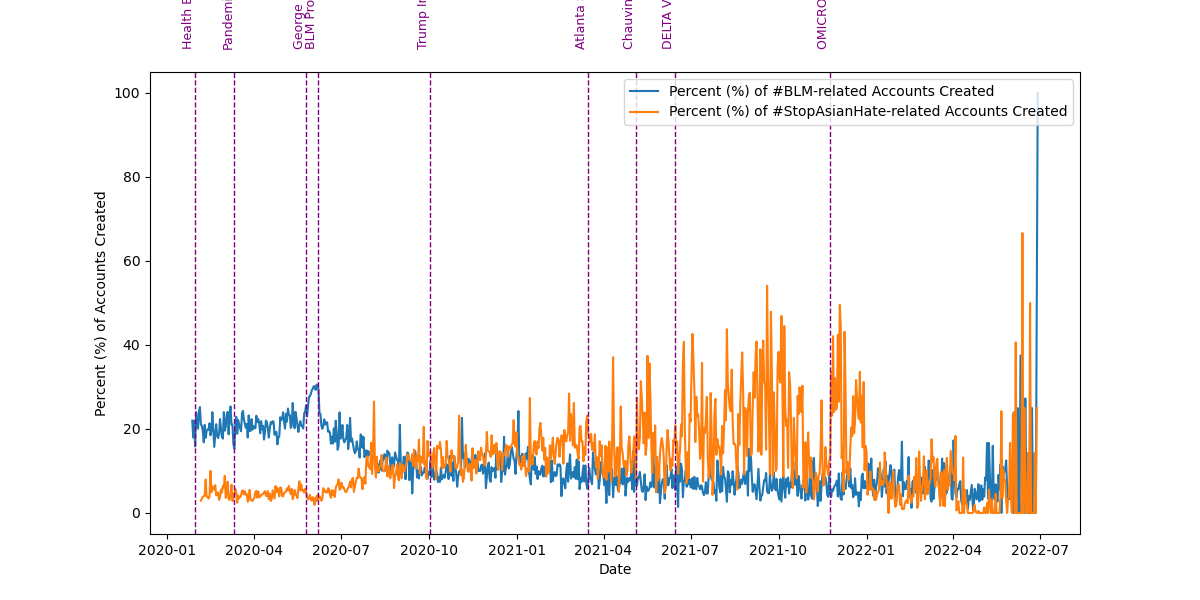 Health E
Pandemi
George
BLM Pro
Trump In
Atlanta
Chauvin
DELTA V
OMICRO
Percent (%) of #BLM-related Accounts Created
Percent (%) of #StopAsianHate-related Accounts Created
Percent (%) of Accounts Created
100
80
60
40
20
0
2020-01
2020-04
2020-07
2020-10
2021-01
2021-04
2021-07
2021-10
2022-01
2022-04
2022-07
Date